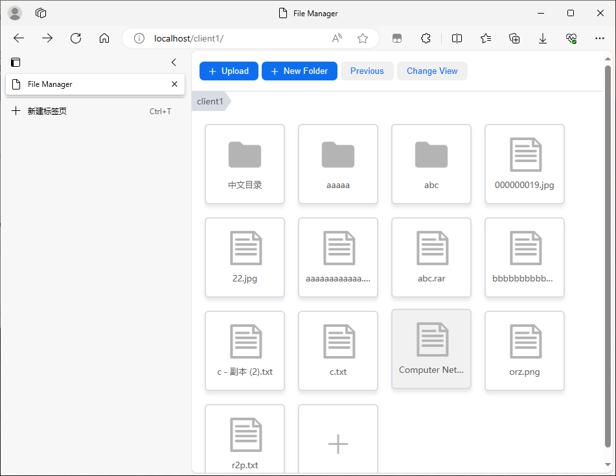 File Manager
localhost/client1/
File Manager
新建标签页
Ctrl+T
+ Upload
+ New Folder
Previous
Change View
client1
中文目录
aaaaa
abc
000000019.jpg
22.jpg
aaaaaaaaaaaa....
abc.rar
bbbbbbbbbb...
c - 副本 (2).txt
c.txt
Computer Net...
orz.png
r2p.txt